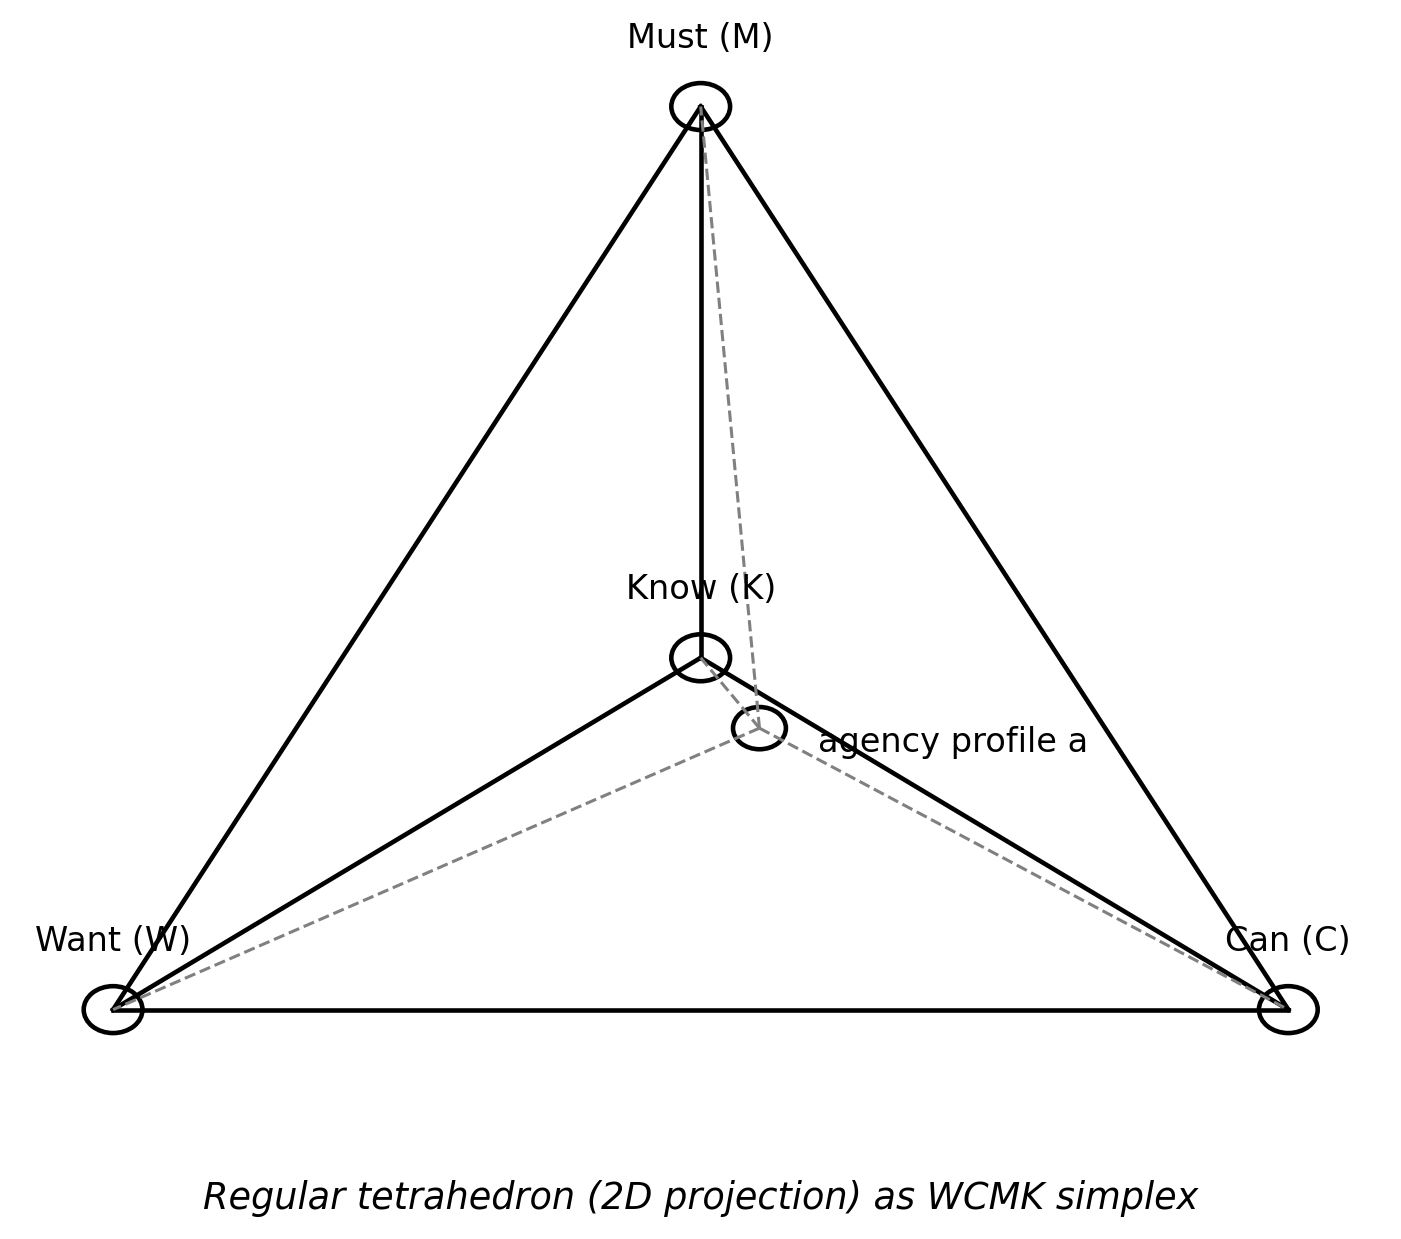 Must (M)
Know (K)
agency profile a
Want (W)
Can (C)
Regular tetrahedron (2D projection) as WCMK simplex